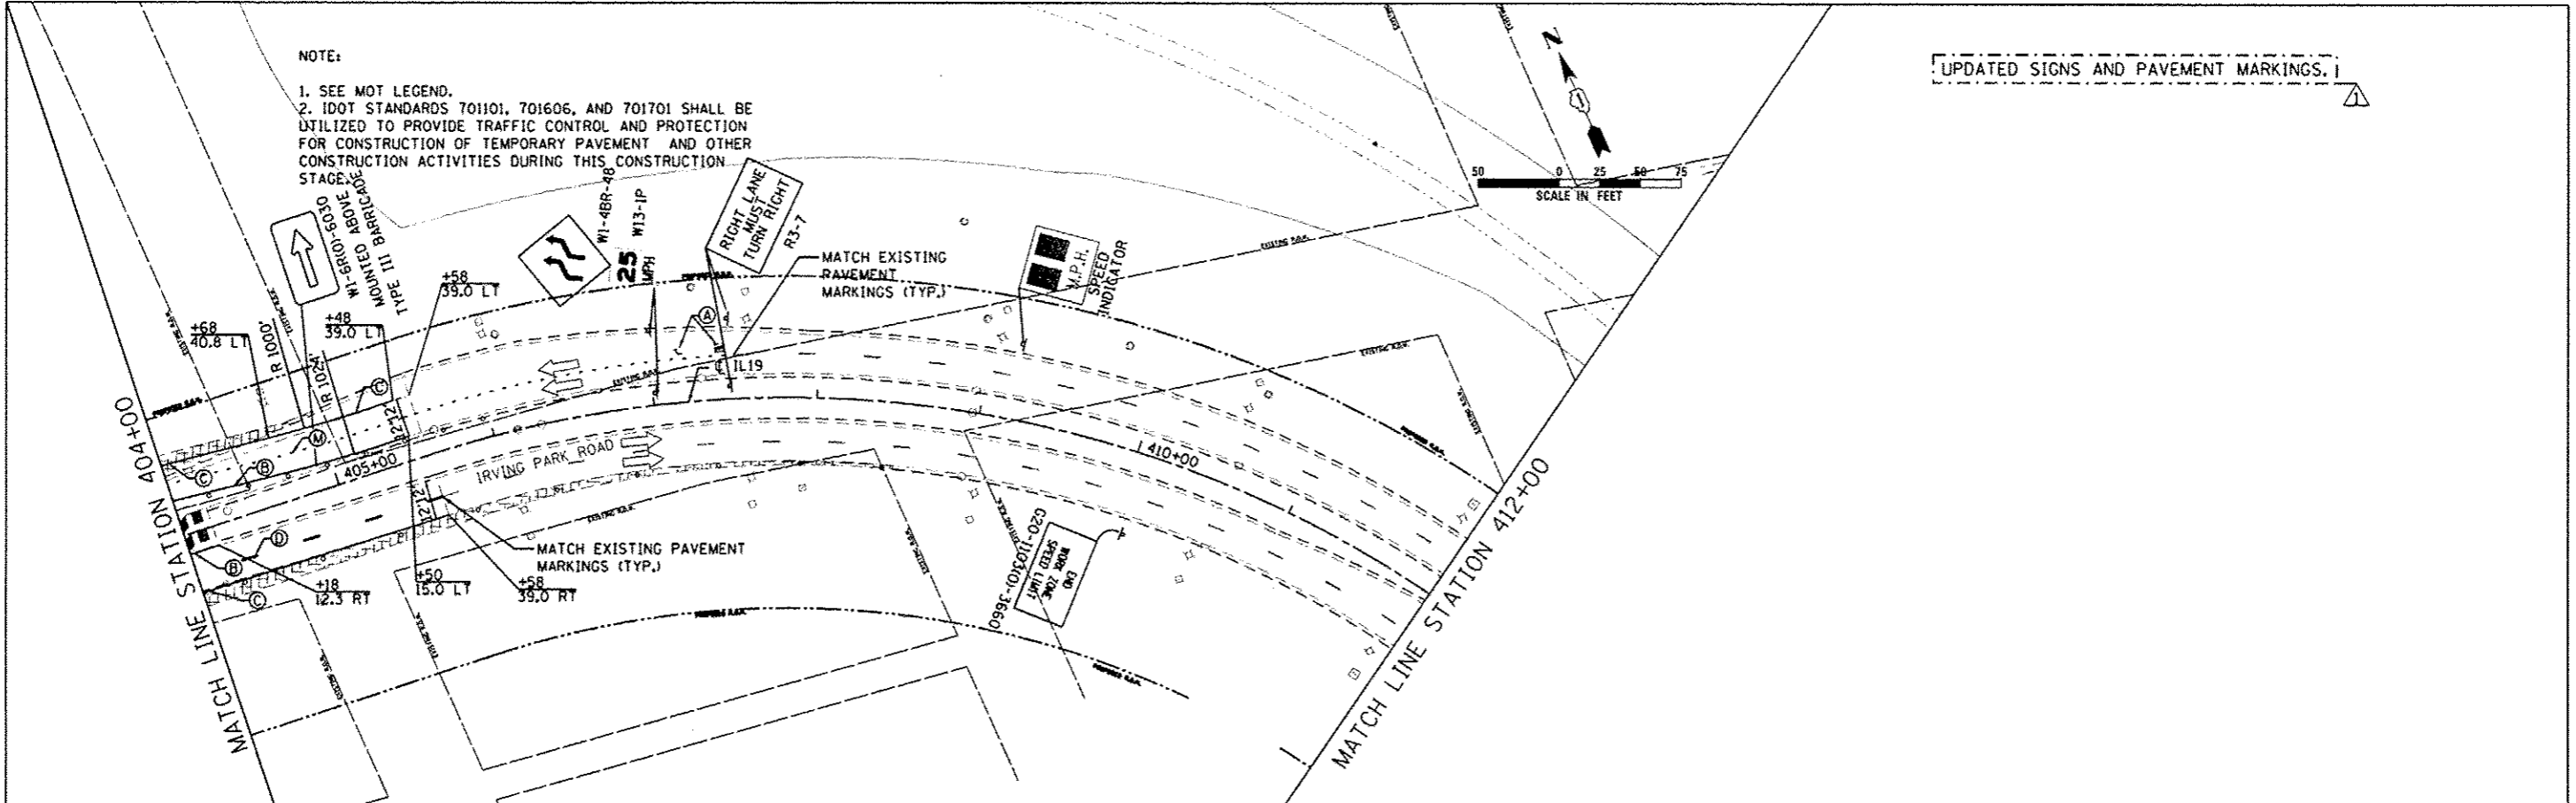 NOTE:
1. SEE MOT LEGEND.
2. IDOT STANDARDS 701101, 701606, AND 701701 SHALL BE
UTILIZED TO PROVIDE TRAFFIC CONTROL AND PROTECTION
FOR CONSTRUCTION OF TEMPORARY PAVEMENT AND OTHER
CONSTRUCTION ACTIVITIES DURING THIS CONSTRUCTION
STAGE.
UPDATED SIGNS AND PAVEMENT MARKINGS.
1
N
1
50 0 25 50 75
SCALE IN FEET
W1-6R(O)-6030
MOUNTED ABOVE
TYPE III BARRICADE
W1-4BR-48
W13-1P
25
MPH
RIGHT LANE
MUST
TURN RIGHT
R3-7
MATCH EXISTING
PAVEMENT
MARKINGS (TYP.)
M.P.H.
SPEED
INDICATOR
+68
40.8 LT
R 1000'
R 1024'
+48
39.0 LT
+58
39.0 LT
A
C
M
B
C
12'12'
IL19
405+00
IRVING PARK ROAD
410+00
12'12'
D
B
C
+18
12.3 RT
+50
15.0 LT
+58
39.0 RT
MATCH EXISTING PAVEMENT
MARKINGS (TYP.)
END
WORK ZONE
SPEED LIMIT
G20-I103(O)-3660
EXISTING R.O.W.
PROPOSED R.O.W.
MATCH LINE STATION 404+00
MATCH LINE STATION 412+00